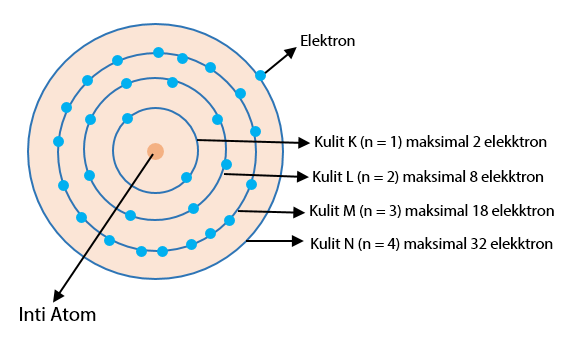 Elektron
Kulit K (n = 1) maksimal 2 elekktron
Kulit L (n = 2) maksimal 8 elekktron
Kulit M (n = 3) maksimal 18 elekktron
Kulit N (n = 4) maksimal 32 elekktron
Inti Atom